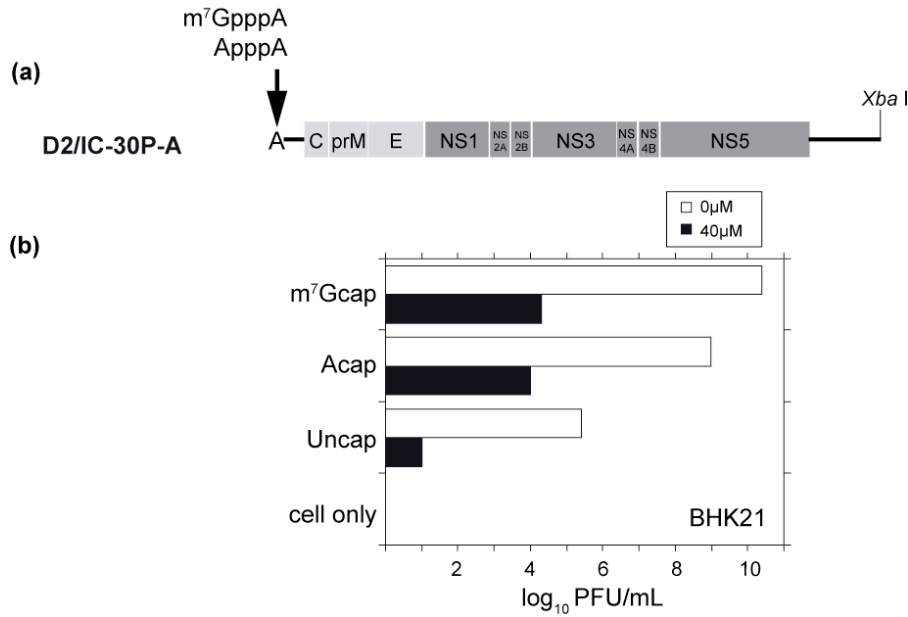 m⁷GpppA
ApppA
(a)
Xba I
D2/IC-30P-A
A
C prM E NS1 NS 2A NS 2B NS3 NS 4A NS 4B NS5
(b)
0μM
40μM
m⁷Gcap
Acap
Uncap
cell only
BHK21
2 4 6 8 10
log₁₀ PFU/mL